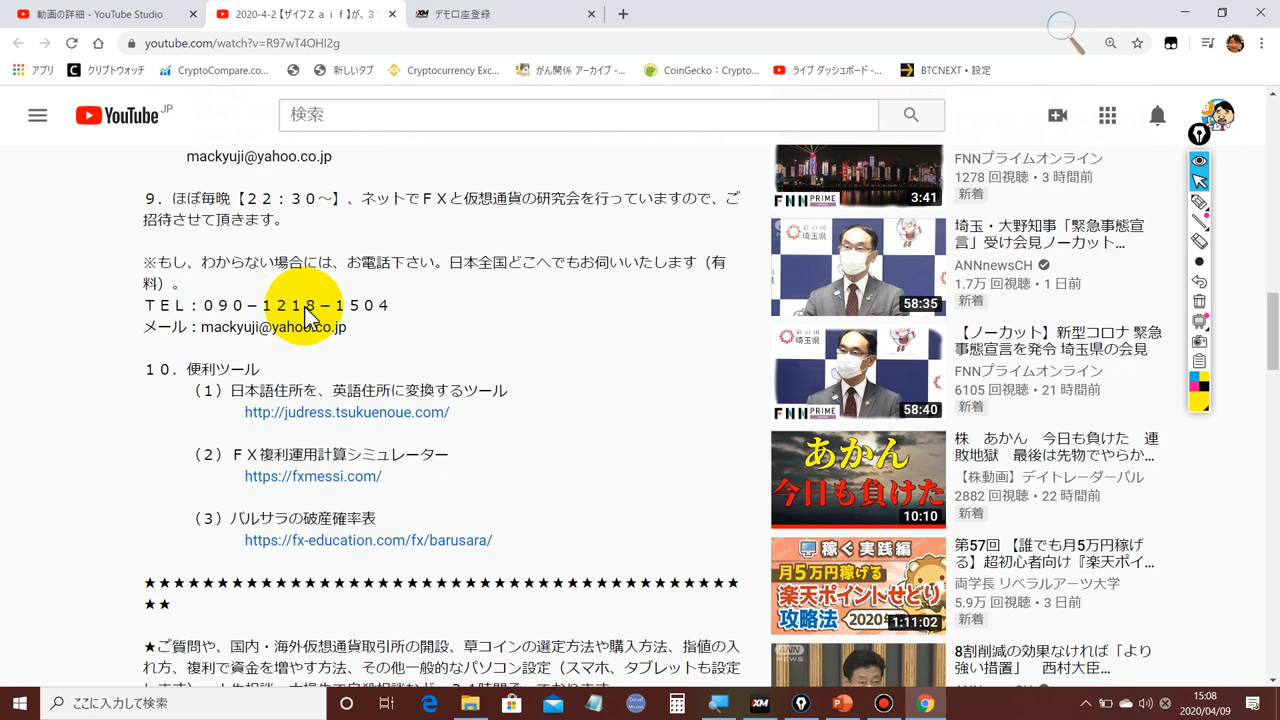 動画の詳細 - YouTube Studio
2020-4-2【ザイフＺａｉｆ】が、３つ
デモ口座登録
youtube.com/watch?v=R97wT4OHI2g
アプリ
クリプトウォッチ
CryptoCompare.co...
新しいタブ
Cryptocurrency Exc...
がん関係 アーカイブ -...
CoinGecko：Crypto...
ライブ ダッシュボード -...
BTCNEXT・設定
YouTube JP
検索
mackyuji@yahoo.co.jp
９．ほぼ毎晩【２２：３０～】、ネットでＦＸと仮想通貨の研究会を行っていますので、ご
招待させて頂きます。
※もし、わからない場合には、お電話下さい。日本全国どこへでもお伺いいたします（有
料）。
ＴＥＬ：０９０－１２１８－１５０４
メール：mackyuji@yahoo.co.jp
１０．便利ツール
（１）日本語住所を、英語住所に変換するツール
http://judress.tsukuenoue.com/
（２）ＦＸ複利運用計算シミュレーター
https://fxmessi.com/
（３）バルサラの破産確率表
https://fx-education.com/fx/barusara/
★★★★★★★★★★★★★★★★★★★★★★★★★★★★★★★★★★★★★★★★★
★★
★ご質問や、国内・海外仮想通貨取引所の開設、草コインの選定方法や購入方法、指値の入
れ方、複利で資金を増やす方法、その他一般的なパソコン設定（スマホ、タブレットも設定
FNN PRIME
3:41
FNNプライムオンライン
1278 回視聴・3 時間前
新着
埼玉県
58:35
埼玉・大野知事「緊急事態宣
言」受け会見ノーカット...
ANNnewsCH
1.7万 回視聴・1 日前
新着
埼玉県
FNN PRIME
58:40
【ノーカット】新型コロナ 緊急
事態宣言を発令 埼玉県の会見
FNNプライムオンライン
6105 回視聴・21 時間前
新着
あかん
今日も負けた
10:10
株　あかん　今日も負けた　連
敗地獄　最後は先物でやらか...
【株動画】デイトレーダーバル
2882 回視聴・22 時間前
新着
稼ぐ実践編
月5万円稼げる
楽天ポイントせどり
攻略法 2020年
1:11:02
第57回 【誰でも月5万円稼げ
る】超初心者向け『楽天ポイ...
両学長 リベラルアーツ大学
5.9万 回視聴・3 日前
新着
ANN NEWS
8割削減の効果なければ「より
強い措置」　西村大臣...
ここに入力して検索
XM
15:08
2020/04/09